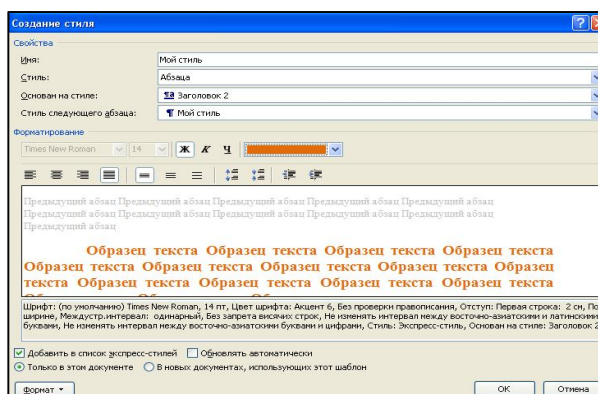 Создание стиля
Свойства
Имя: Мой стиль
Стиль: Абзаца
Основан на стиле: Заголовок 2
Стиль следующего абзаца: Мой стиль
Форматирование
Times New Roman 14 Ж К Ч
Предыдущий абзац Предыдущий абзац Предыдущий абзац Предыдущий абзац Предыдущий абзац
Предыдущий абзац Предыдущий абзац Предыдущий абзац Предыдущий абзац Предыдущий абзац
Предыдущий абзац
Образец текста Образец текста Образец текста Образец текста
Образец текста Образец текста Образец текста Образец
текста Образец текста Образец текста Образец текста
Шрифт: (по умолчанию) Times New Roman, 14 пт, Цвет шрифта: Акцент 6, Без проверки правописания, Отступ: Первая строка: 2 см, По
ширине, Междустр.интервал: одинарный, Без запрета висячих строк, Не изменять интервал между восточно-азиатскими и латинскими
буквами, Не изменять интервал между восточно-азиатскими буквами и цифрами, Стиль: Экспресс-стиль, Основан на стиле: Заголовок 2
Добавить в список экспресс-стилей Обновлять автоматически
Только в этом документе В новых документах, использующих этот шаблон
Формат ОК Отмена